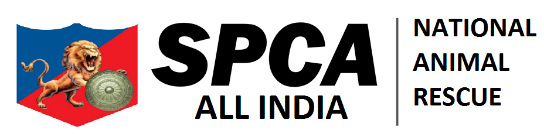 SPCA
ALL INDIA
NATIONAL
ANIMAL
RESCUE